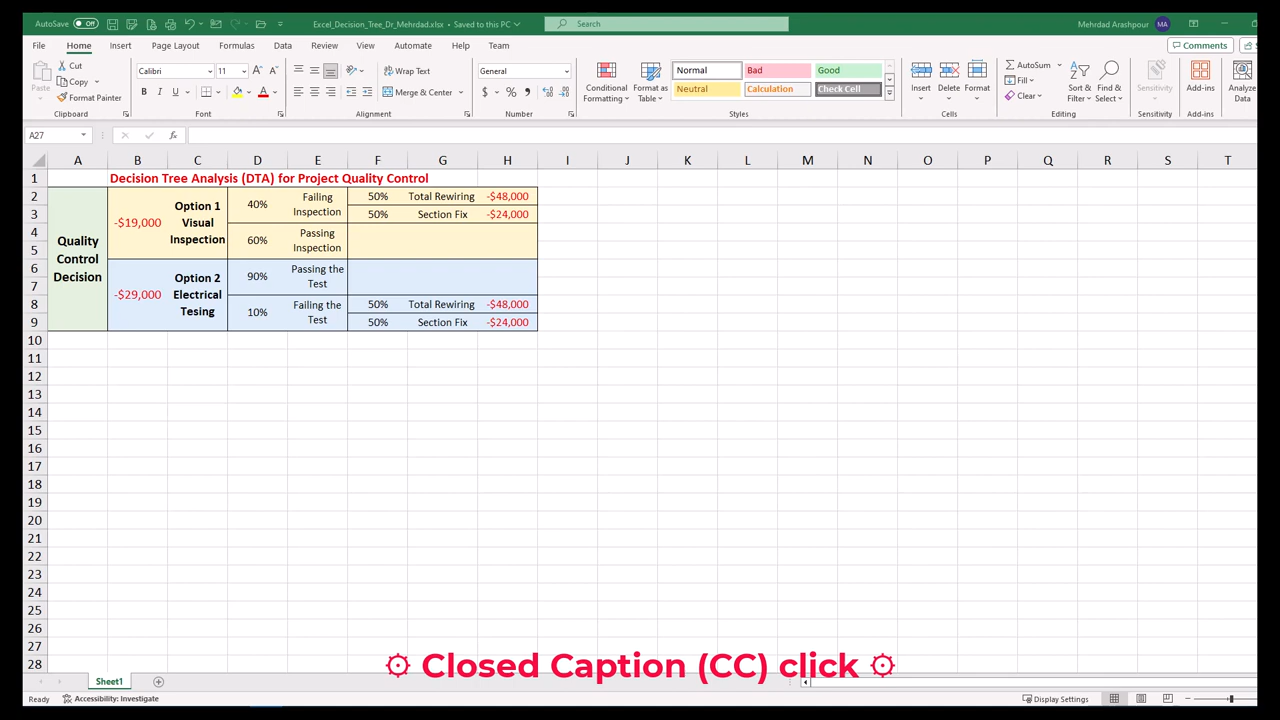 AutoSave Off Excel_Decision_Tree_Dr_Mehrdad.xlsx - Saved to this PC Search Mehrdad Arashpour MA
File Home Insert Page Layout Formulas Data Review View Automate Help Team Comments
Paste Cut Copy Format Painter Clipboard
Calibri 11 A A B I U A Font
ab Wrap Text Merge & Center Alignment
General $ % , Number
Conditional Formatting Format as Table Normal Bad Good Neutral Calculation Check Cell Styles
Insert Delete Format Cells
AutoSum Fill Clear Sort & Filter Find & Select Editing
Sensitivity Sensitivity
Add-ins Add-ins
Analyze Data
A27 fx
A B C D E F G H I J K L M N O P Q R S T
1 Decision Tree Analysis (DTA) for Project Quality Control
2 40% Failing Inspection 50% Total Rewiring -$48,000
3 -$19,000 Option 1 Visual Inspection 50% Section Fix -$24,000
4 60% Passing Inspection
5 Quality Control Decision
6 90% Passing the Test
7 -$29,000 Option 2 Electrical Tesing
8 10% Failing the Test 50% Total Rewiring -$48,000
9 50% Section Fix -$24,000
10
11
12
13
14
15
16
17
18
19
20
21
22
23
24
25
26
27
28
Closed Caption (CC) click
Sheet1
Ready Accessibility: Investigate Display Settings